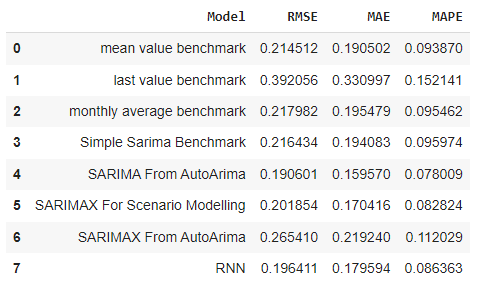 Model RMSE MAE MAPE
0 mean value benchmark 0.214512 0.190502 0.093870
1 last value benchmark 0.392056 0.330997 0.152141
2 monthly average benchmark 0.217982 0.195479 0.095462
3 Simple Sarima Benchmark 0.216434 0.194083 0.095974
4 SARIMA From AutoArima 0.190601 0.159570 0.078009
5 SARIMAX For Scenario Modelling 0.201854 0.170416 0.082824
6 SARIMAX From AutoArima 0.265410 0.219240 0.112029
7 RNN 0.196411 0.179594 0.086363